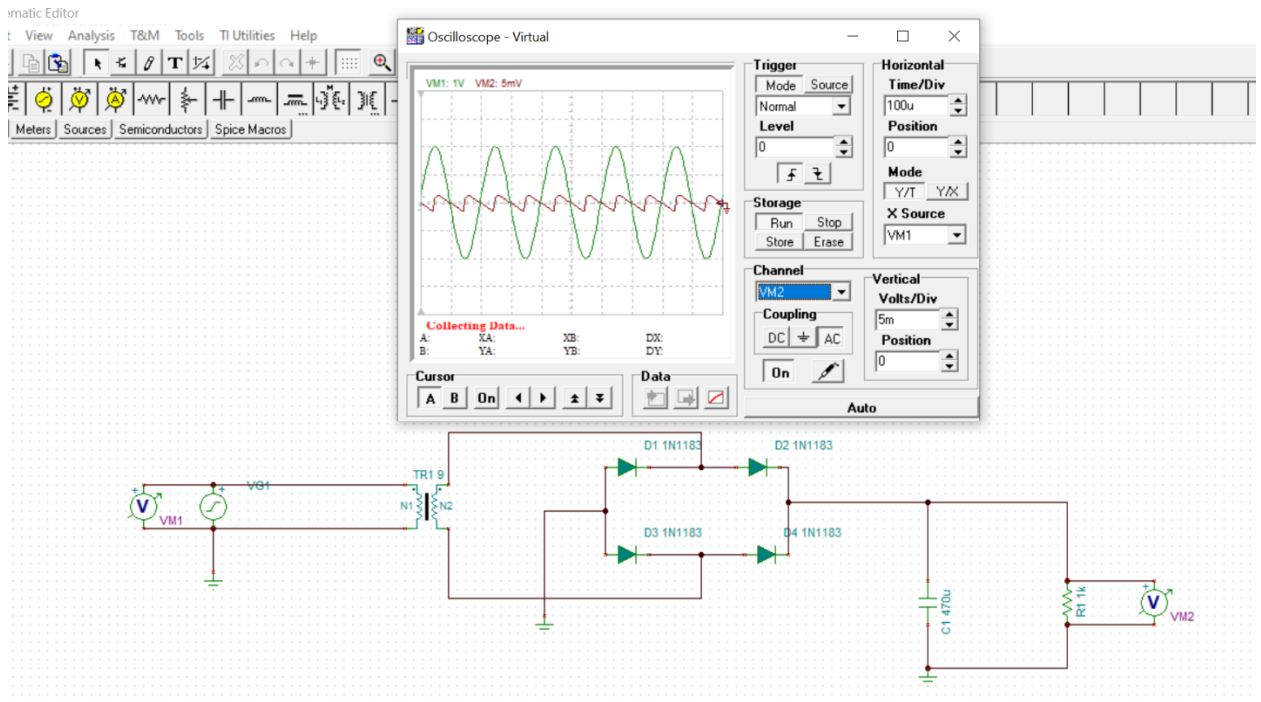 ematic Editor
View Analysis T&M Tools TI Utilities Help
T
Meters Sources Semiconductors Spice Macros
Oscilloscope - Virtual
VM1: 1V VM2: 5mV
Collecting Data...
A: XA: XB: DX:
B: YA: YB: DY:
Cursor
A B On
Data
Trigger
Mode Source
Normal
Level
0
Storage
Run Stop
Store Erase
Channel
VM2
Coupling
DC AC
On
Horizontal
Time/Div
100u
Position
0
Mode
Y/T Y/X
X Source
VM1
Vertical
Volts/Div
5m
Position
0
Auto
D1 1N1183
D2 1N1183
TR1 9
VG1
N1 N2
V
VM1
D3 1N1183
D4 1N1183
C1 470u
R1 1k
V
VM2